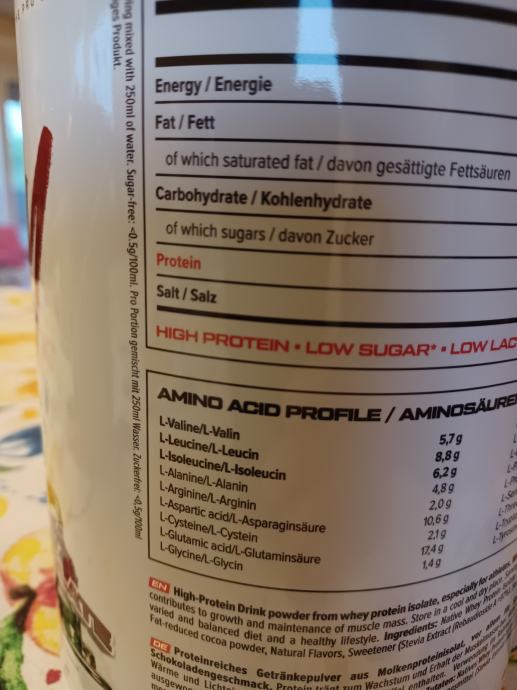 ing mixed with 250ml of water. Sugar-free: <0.5g/100ml. Pro Portion gemischt mit 250ml Wasser. Zuckerfrei: <0,5g/100ml
ges Produkt.
Energy / Energie
Fat / Fett
of which saturated fat / davon gesättigte Fettsäuren
Carbohydrate / Kohlenhydrate
of which sugars / davon Zucker
Protein
Salt / Salz
HIGH PROTEIN • LOW SUGAR* • LOW LAC
AMINO ACID PROFILE / AMINOSÄURE
L-Valine/L-Valin 5,7 g
L-Leucine/L-Leucin 8,8 g
L-Isoleucine/L-Isoleucin 6,2 g
L-Alanine/L-Alanin 4,8 g
L-Arginine/L-Arginin 2,0 g
L-Aspartic acid/L-Asparaginsäure 10,6 g
L-Cysteine/L-Cystein 2,1 g
L-Glutamic acid/L-Glutaminsäure 17,4 g
L-Glycine/L-Glycin 1,4 g
EN High-Protein Drink powder from whey protein isolate, especially for athletes.
contributes to growth and maintenance of muscle mass. Store in a cool and dry place.
varied and balanced diet and a healthy lifestyle. Ingredients: Native Whey Protein
Fat-reduced cocoa powder, Natural Flavors, Sweetener (Stevia Extract (Rebaudioside A
DE Proteinreiches Getränkepulver aus Molkenproteinisolat, vor allem
Schokoladengeschmack. Protein trägt zum Wachstum und Erhalt der
Wärme und
ausgewogen